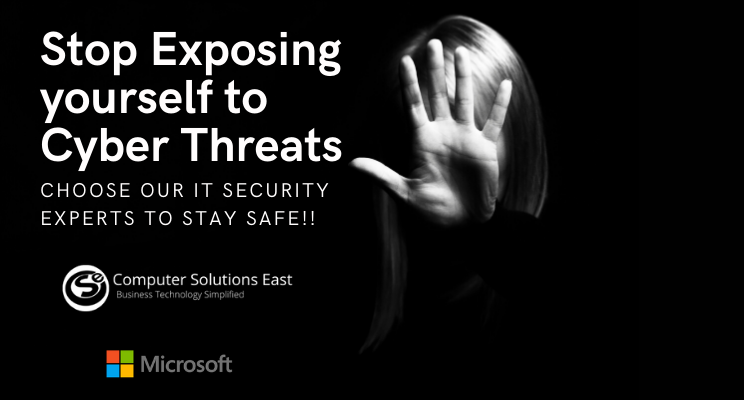 Stop Exposing
yourself to
Cyber Threats
CHOOSE OUR IT SECURITY
EXPERTS TO STAY SAFE!!
Computer Solutions East
Business Technology Simplified
Microsoft